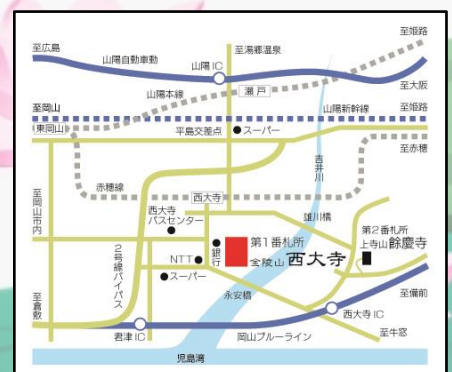 至広島
山陽自動車動
至湯郷温泉
至姫路
山陽IC
山陽本線
瀬戸
至大阪
至岡山
山陽新幹線
至姫路
東岡山
平島交差点
スーパー
至赤穂
吉井川
赤穂線
西大寺
至岡山市内
西大寺
バスセンター
雄川橋
2号線バイパス
銀行
第1番札所
金陵山 西大寺
第2番札所
上寺山 餘慶寺
NTT
スーパー
永安橋
至備前
至倉敷
西大寺IC
君津IC
岡山ブルーライン
至牛窓
児島湾